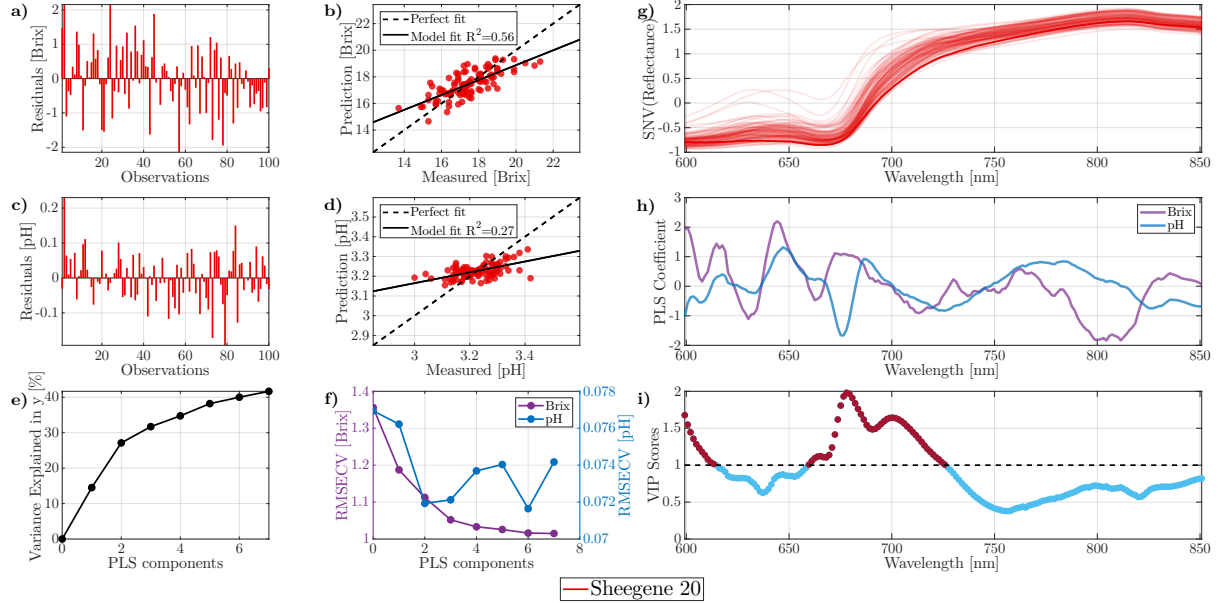 a)
Residuals [Brix]
2
1
0
-1
-2
20
40
60
80
100
Observations
b)
Prediction [Brix]
22
20
18
16
14
14
16
18
20
22
Measured [Brix]
Perfect fit
Model fit R²=0.56
g)
SNV(Reflectance)
1.5
1
0.5
0
-0.5
-1
600
650
700
750
800
850
Wavelength [nm]
c)
Residuals [pH]
0.2
0.1
0
-0.1
20
40
60
80
100
Observations
d)
Prediction [pH]
3.5
3.4
3.3
3.2
3.1
3
2.9
3
3.2
3.4
Measured [pH]
Perfect fit
Model fit R²=0.27
h)
PLS Coefficient
3
2
1
0
-1
-2
600
650
700
750
800
850
Wavelength [nm]
Brix
pH
e)
Variance Explained in y [%]
40
30
20
10
0
0
2
4
6
PLS components
f)
RMSECV [Brix]
1.4
1.3
1.2
1.1
1
0
2
4
6
8
PLS components
0.078
0.076
0.074
0.072
0.07
RMSECV [pH]
Brix
pH
i)
VIP Scores
2
1.5
1
0.5
0
600
650
700
750
800
850
Wavelength [nm]
Sheegene 20